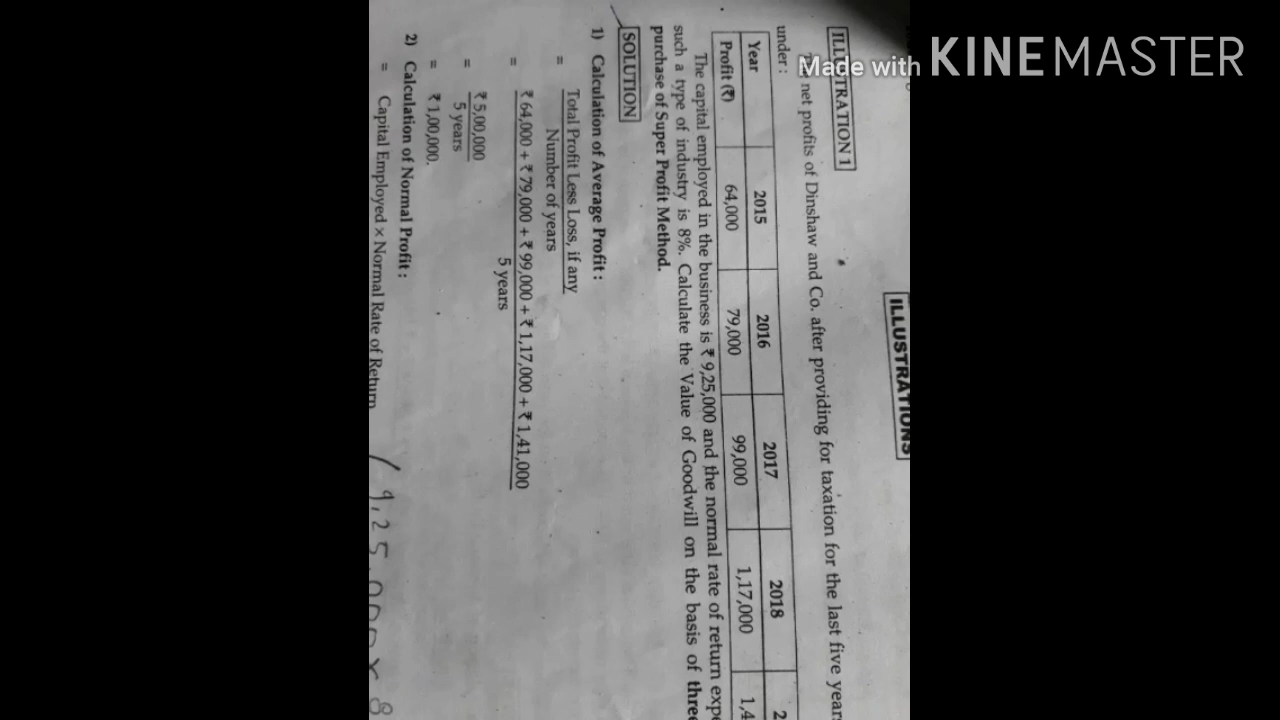 Made with KINEMASTER
ILLUSTRATIONS
ILLUSTRATION 1
net profits of Dinshaw and Co. after providing for taxation for the last five
under :
Year 2015 2016 2017 2018
Profit (₹) 64,000 79,000 99,000 1,17,000
The capital employed in the business is ₹ 9,25,000 and the normal rate of return
such a type of industry is 8%. Calculate the Value of Goodwill on the basis of three
purchase of Super Profit Method.
SOLUTION
1) Calculation of Average Profit :
= Total Profit Less Loss, if any
Number of years
= ₹ 64,000 + ₹ 79,000 + ₹ 99,000 + ₹ 1,17,000 + ₹ 1,41,000
5 years
= ₹ 5,00,000
5 years
= ₹ 1,00,000.
2) Calculation of Normal Profit :
= Capital Employed × Normal Rate of Return
9,25,000 × 8